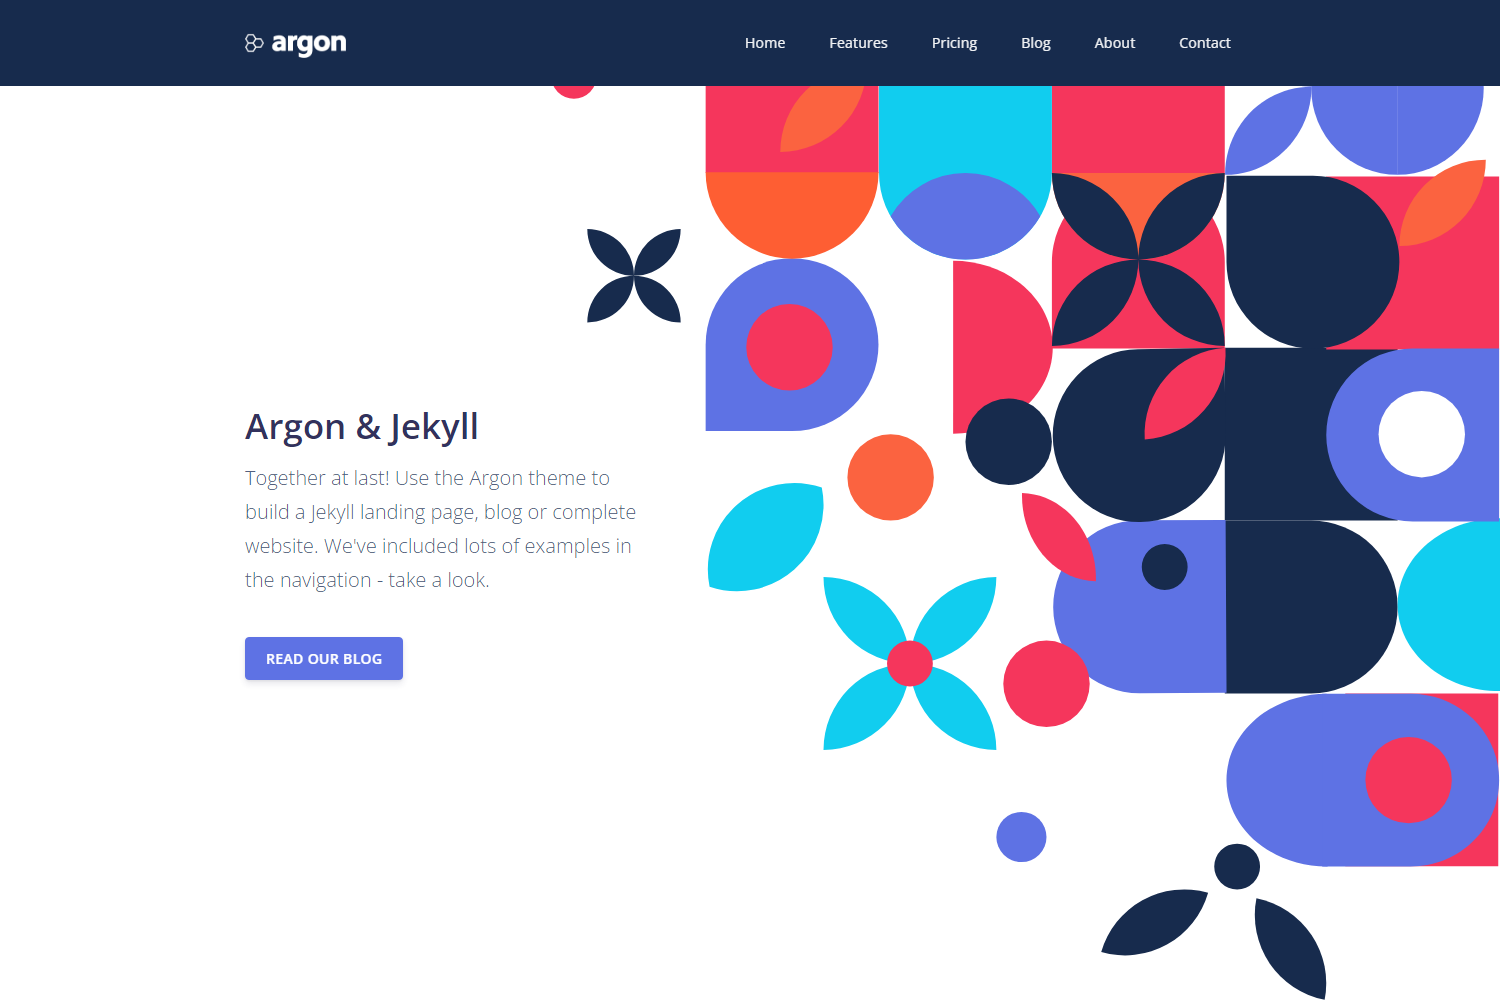 argon
Home Features Pricing Blog About Contact
Argon & Jekyll
Together at last! Use the Argon theme to
build a Jekyll landing page, blog or complete
website. We've included lots of examples in
the navigation - take a look.
READ OUR BLOG